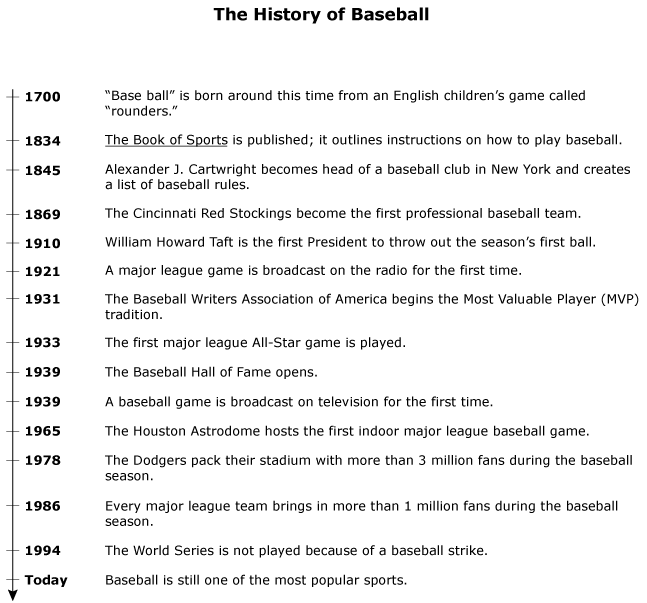 The History of Baseball
1700 “Base ball” is born around this time from an English children’s game called
“rounders.”
1834 The Book of Sports is published; it outlines instructions on how to play baseball.
1845 Alexander J. Cartwright becomes head of a baseball club in New York and creates
a list of baseball rules.
1869 The Cincinnati Red Stockings become the first professional baseball team.
1910 William Howard Taft is the first President to throw out the season’s first ball.
1921 A major league game is broadcast on the radio for the first time.
1931 The Baseball Writers Association of America begins the Most Valuable Player (MVP)
tradition.
1933 The first major league All-Star game is played.
1939 The Baseball Hall of Fame opens.
1939 A baseball game is broadcast on television for the first time.
1965 The Houston Astrodome hosts the first indoor major league baseball game.
1978 The Dodgers pack their stadium with more than 3 million fans during the baseball
season.
1986 Every major league team brings in more than 1 million fans during the baseball
season.
1994 The World Series is not played because of a baseball strike.
Today Baseball is still one of the most popular sports.